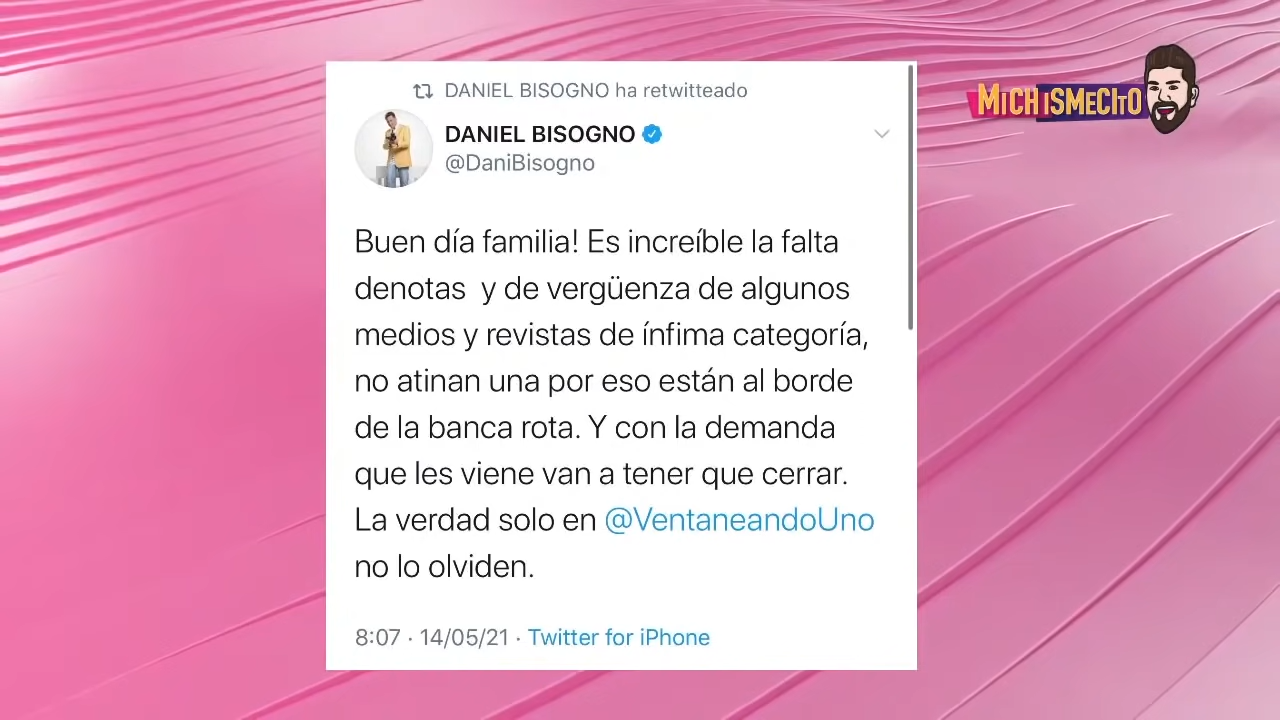 DANIEL BISOGNO ha retwitteado
MICHISMECITO
DANIEL BISOGNO
@DaniBisogno
Buen día familia! Es increíble la falta
denotas  y de vergüenza de algunos
medios y revistas de ínfima categoría,
no atinan una por eso están al borde
de la banca rota. Y con la demanda
que les viene van a tener que cerrar.
La verdad solo en @VentaneandoUno
no lo olviden.
8:07 · 14/05/21 · Twitter for iPhone